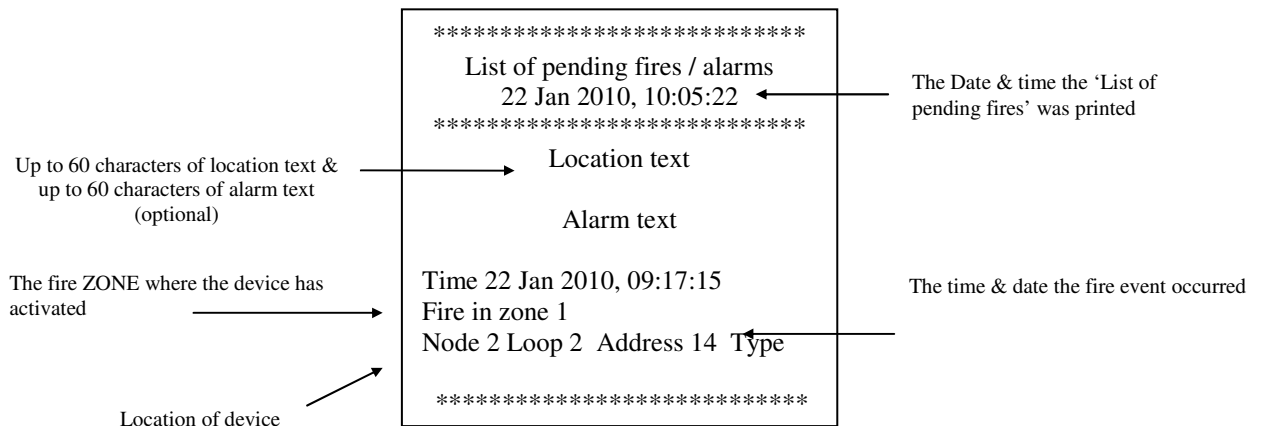 ****************************
List of pending fires / alarms
22 Jan 2010, 10:05:22
****************************
The Date & time the ‘List of
pending fires’ was printed
Up to 60 characters of location text &
up to 60 characters of alarm text
(optional)
Location text
Alarm text
The fire ZONE where the device has
activated
Time 22 Jan 2010, 09:17:15
Fire in zone 1
Node 2 Loop 2 Address 14 Type
The time & date the fire event occurred
Location of device
****************************